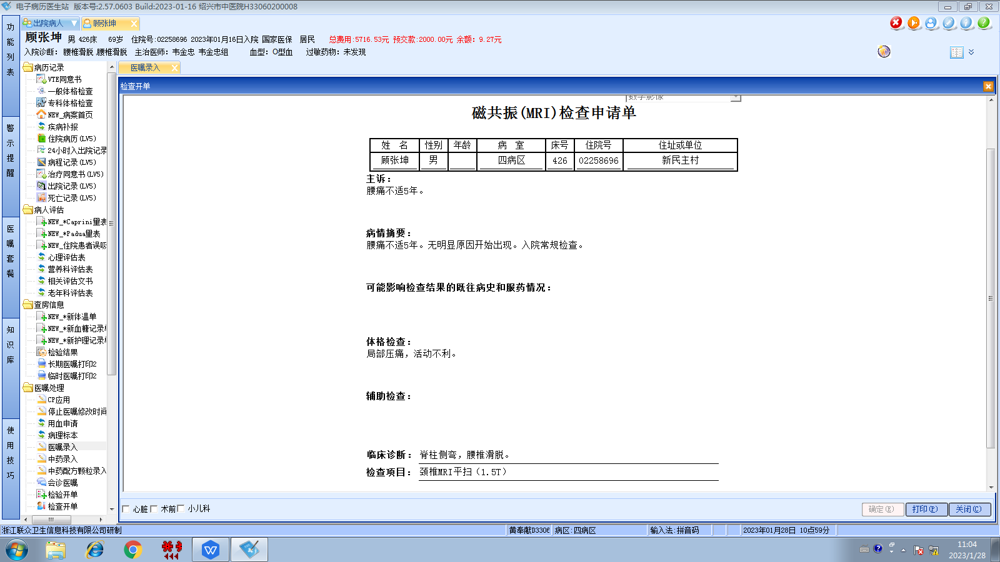 电子病历医生站 版本号:2.57.0603 Build:2023-01-16 绍兴市中医院H33060200008
出院病人
顾张坤
顾张坤 男 426床 69岁 住院号:02258696 2023年01月16日入院 国家医保 居民 总费用:5716.53元 预交款:2000.00元 余额: 9.27元
入院诊断: 腰椎滑脱,腰椎滑脱 主治医师: 韦金忠 韦金忠组 血型: O型血 过敏药物: 未发现
功能列表
警示提醒
医嘱套餐
知识库
使用技巧
病历记录
VTE同意书
一般体格检查
专科体格检查
NEW_病案首页
疾病补报
住院病历(LV5)
24小时入出院记录
病程记录(LV5)
治疗同意书(LV5)
出院记录(LV5)
死亡记录(LV5)
病人评估
NEW_*Caprini量表
NEW_*Padua量表
NEW_住院患者误吸
心理评估表
营养科评估表
相关评估文书
老年科评估表
查房信息
NEW_*新体温单
NEW_*新血糖记录单
NEW_*新护理记录单
检验结果
长期医嘱打印2
临时医嘱打印2
医嘱处理
CP应用
停止医嘱修改时间
用血申请
病理标本
医嘱录入
中药录入
中药配方颗粒录入
会诊医嘱
检验开单
检查开单
医嘱录入
检查开单
数字影像
磁共振(MRI)检查申请单
姓 名 性别 年龄 病 室 床号 住院号 住址或单位
顾张坤 男 四病区 426 02258696 新民主村
主诉:
腰痛不适5年。
病情摘要:
腰痛不适5年。无明显原因开始出现。入院常规检查。
可能影响检查结果的既往病史和服药情况:
体格检查:
局部压痛，活动不利。
辅助检查:
临床诊断: 脊柱侧弯，腰椎滑脱。
检查项目: 颈椎MRI平扫（1.5T）
心脏 术前 小儿科
确定(E) 打印(P) 关闭(C)
浙江联众卫生信息科技有限公司研制 黄奉献D3306 病区:四病区 输入法:拼音码 2023年01月28日 10点59分
11:04
2023/1/28